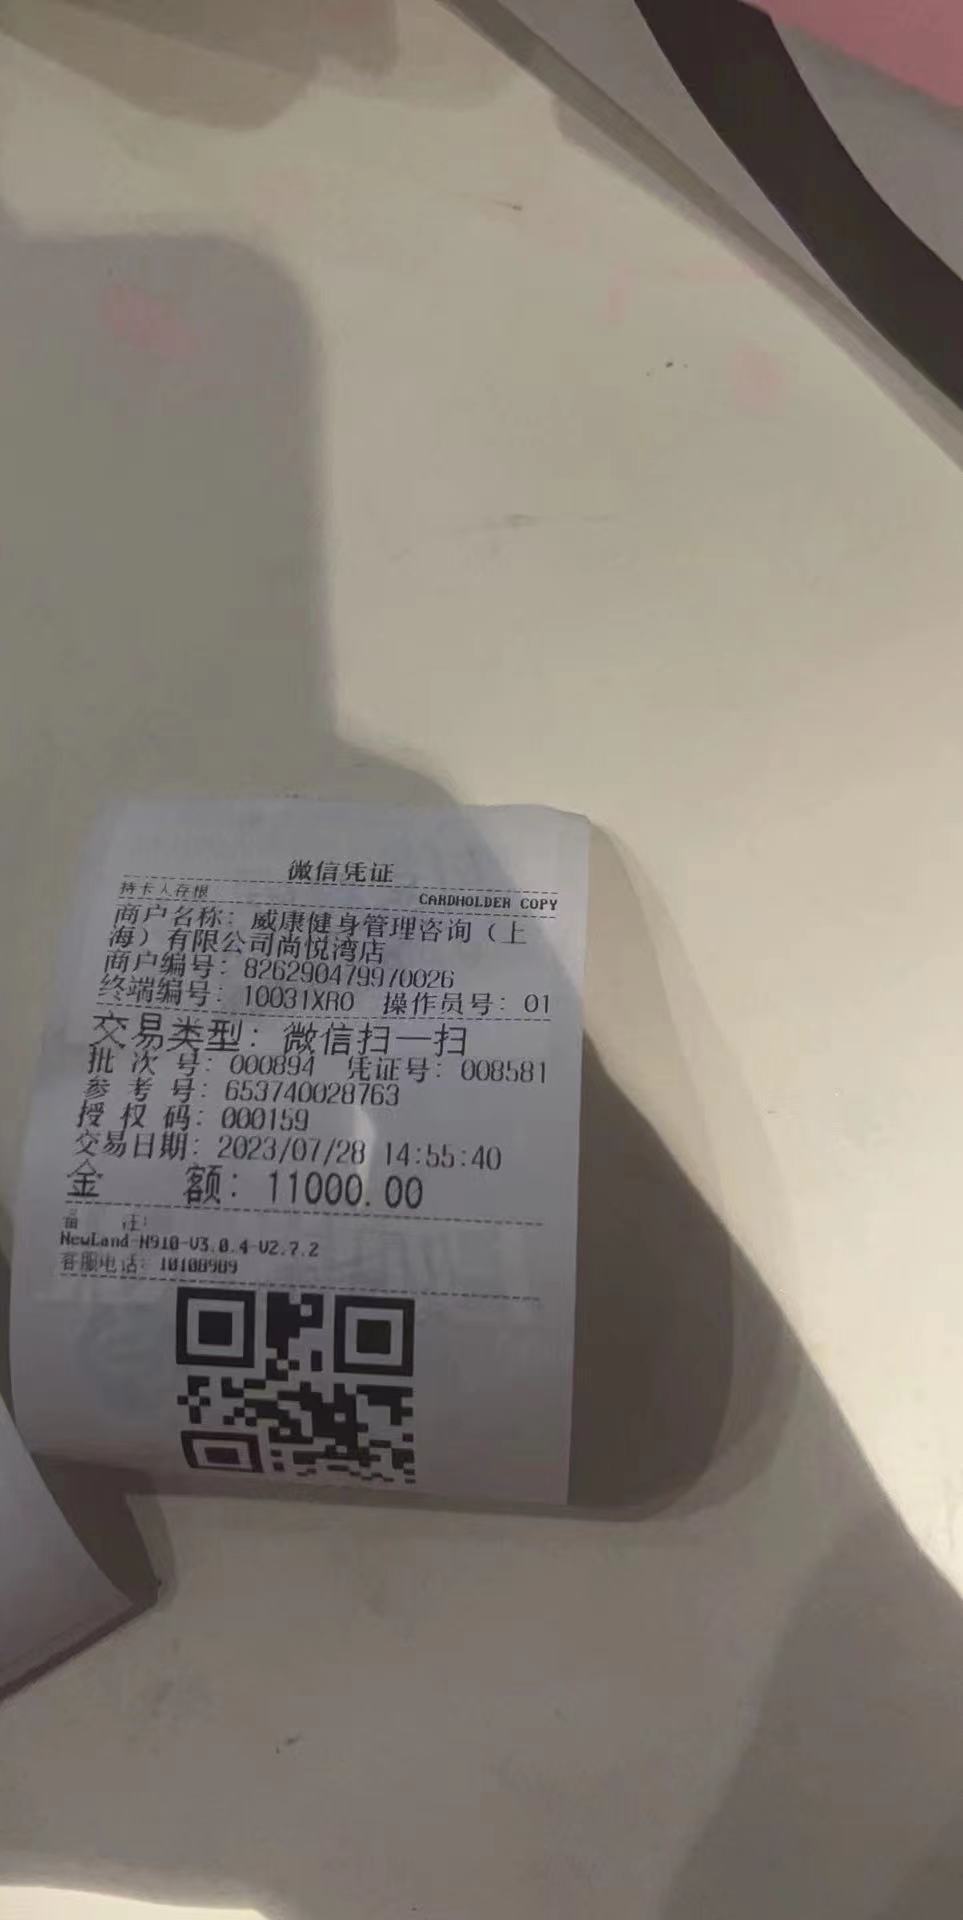 微信凭证
持卡人存根 CARDHOLDER COPY
商户名称：威康健身管理咨询（上
海）有限公司尚悦湾店
商户编号：826290479970026
终端编号：10031XR0 操作员号：01
交易类型：微信扫一扫
批次号：000894 凭证号：008581
参考号：653740028763
授权码：000159
交易日期：2023/07/28 14:55:40
金额：11000.00
备注：
NewLand-N910-V3.0.4-V2.7.2
客服电话：10108989